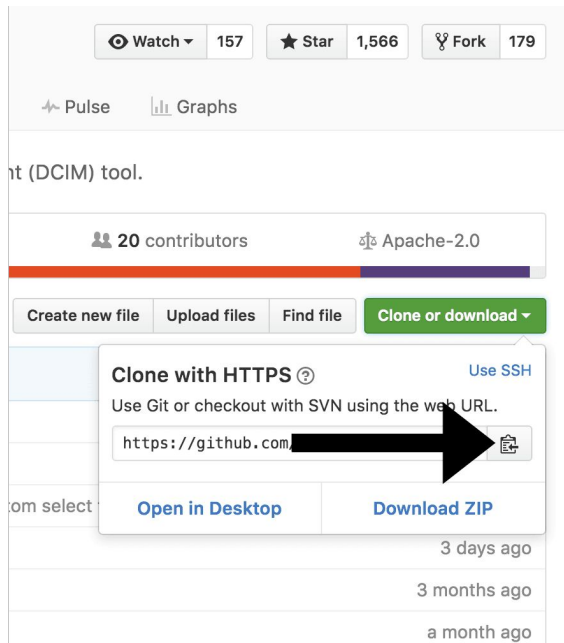 Watch 157 Star 1,566 Fork 179
Pulse Graphs
nt (DCIM) tool.
20 contributors Apache-2.0
Create new file Upload files Find file Clone or download
Clone with HTTPS Use SSH
Use Git or checkout with SVN using the web URL.
https://github.com/
tom select
Open in Desktop Download ZIP
3 days ago
3 months ago
a month ago